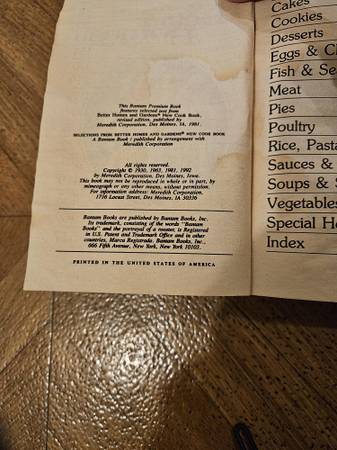 This Bantam Premium Book
features selected text from
Better Homes and Gardens® New Cook Book,
revised edition, published by
Meredith Corporation, Des Moines, IA, 1981.
SELECTIONS FROM BETTER HOMES AND GARDENS® NEW COOK BOOK
A Bantam Book / published by arrangement with
Meredith Corporation
All rights reserved.
Copyright © 1930, 1963, 1981, 1992
by Meredith Corporation, Des Moines, Iowa.
This book may not be reproduced in whole or in part, by
mimeograph or any other means, without permission.
For information address: Meredith Corporation,
1716 Locust Street, Des Moines, IA 50336
Bantam Books are published by Bantam Books, Inc.
Its trademark, consisting of the words "Bantam
Books" and the portrayal of a rooster, is Registered
in U.S. Patent and Trademark Office and in other
countries. Marca Registrada. Bantam Books, Inc.,
666 Fifth Avenue, New York, New York 10103.
PRINTED IN THE UNITED STATES OF AMERICA
Cakes
Cookies
Desserts
Eggs & Ch
Fish & Se
Meat
Pies
Poultry
Rice, Pasta
Sauces &
Soups & S
Vegetables
Special He
Index